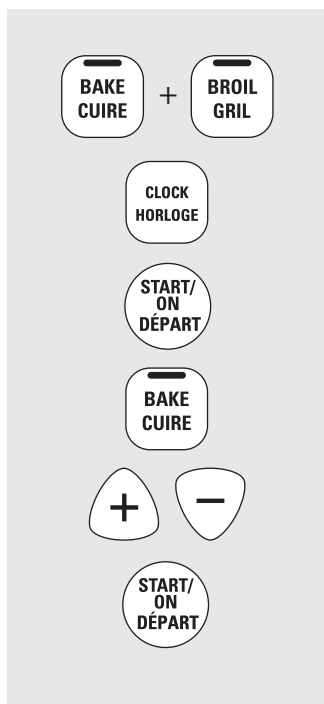 BAKE
CUIRE
+
BROIL
GRIL
CLOCK
HORLOGE
START/
ON
DÉPART
BAKE
CUIRE
+ −
START/
ON
DÉPART